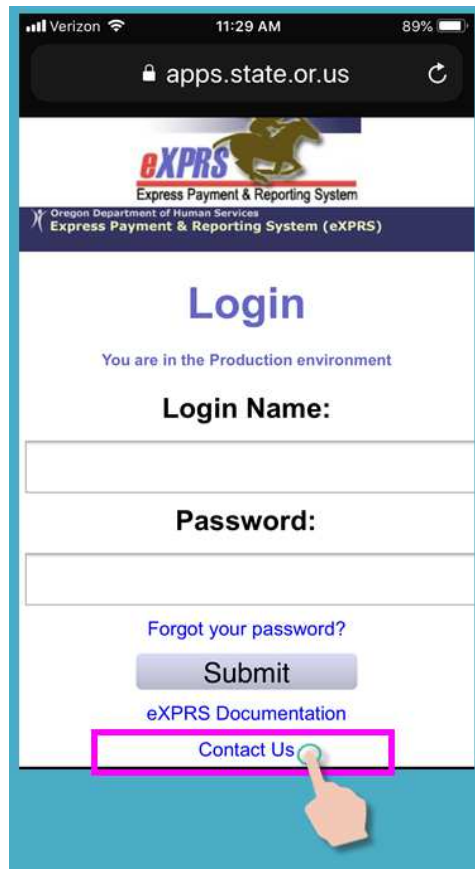 Verizon 11:29 AM 89%
apps.state.or.us
eXPRS
Express Payment & Reporting System
Oregon Department of Human Services
Express Payment & Reporting System (eXPRS)
Login
You are in the Production environment
Login Name:
Password:
Forgot your password?
Submit
eXPRS Documentation
Contact Us